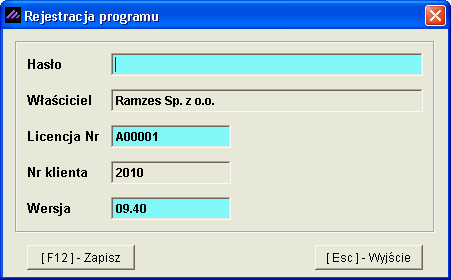 Rejestracja programu
Hasło
Właściciel Ramzes Sp. z o.o.
Licencja Nr A00001
Nr klienta 2010
Wersja 09.40
[ F12 ] - Zapisz [ Esc ] - Wyjście